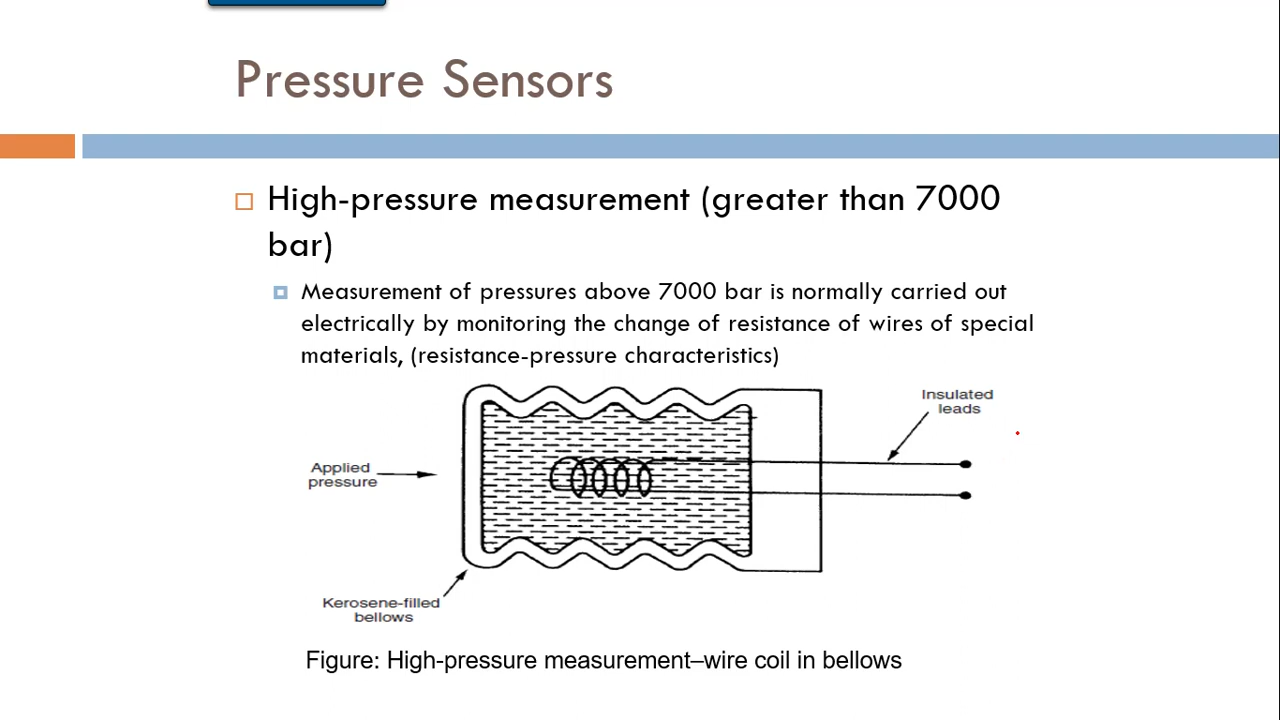 Pressure Sensors
High-pressure measurement (greater than 7000
bar)
Measurement of pressures above 7000 bar is normally carried out
electrically by monitoring the change of resistance of wires of special
materials, (resistance-pressure characteristics)
Insulated
leads
Applied
pressure
Kerosene-filled
bellows
Figure: High-pressure measurement–wire coil in bellows